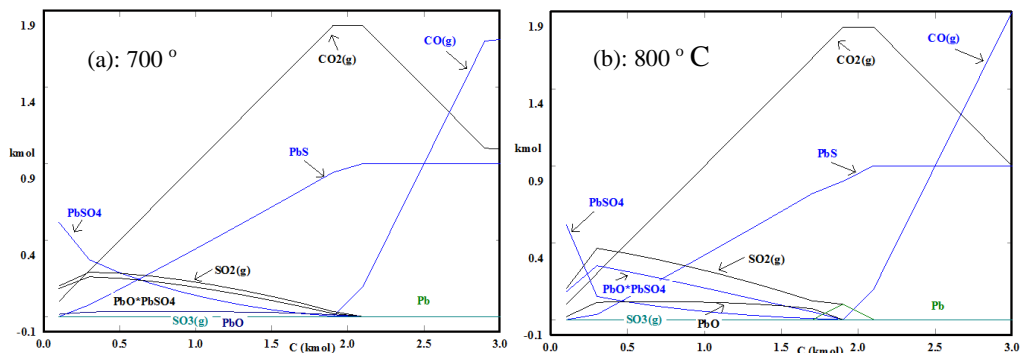 1.9
1.4
kmol
0.9
0.4
-0.1
(a): 700 °
CO(g)
CO2(g)
PbS
PbSO4
SO2(g)
PbO*PbSO4
Pb
SO3(g)
PbO
0.0
0.5
1.0
1.5
C (kmol)
2.0
2.5
3.0
1.9
1.4
0.9
kmol
0.4
-0.1
(b): 800 ° C
CO(g)
CO2(g)
PbS
PbSO4
SO2(g)
PbO*PbSO4
Pb
SO3(g)
PbO
0.0
0.5
1.0
1.5
C (kmol)
2.0
2.5
3.0